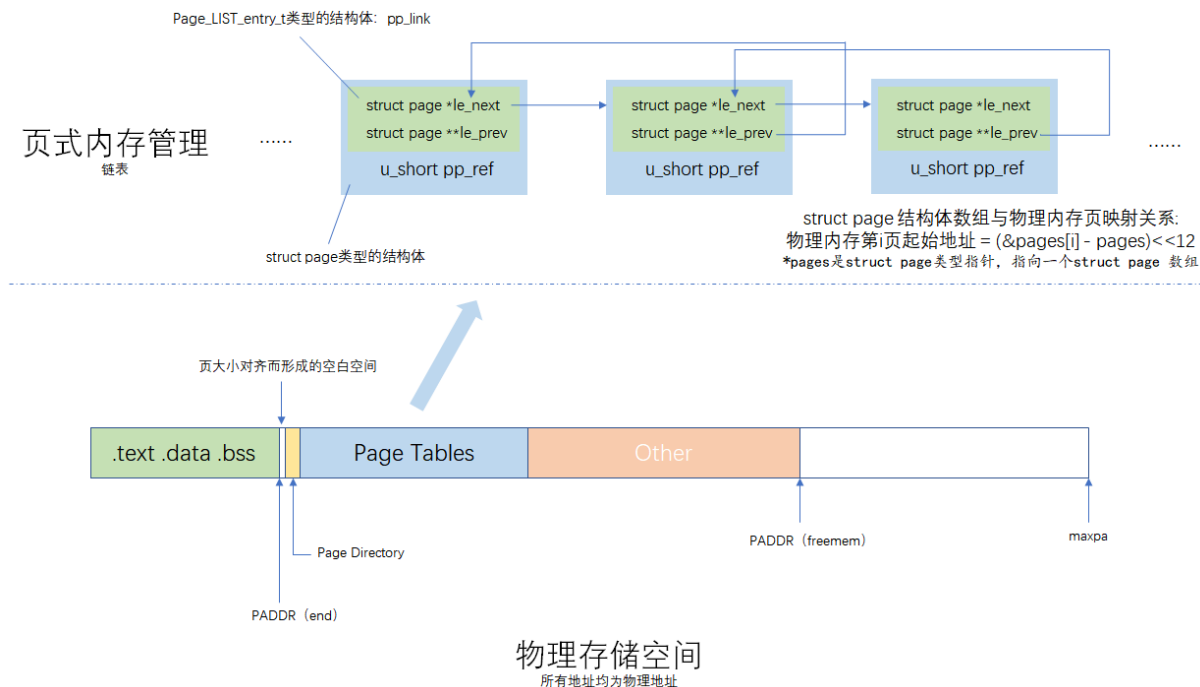 Page_LIST_entry_t类型的结构体：pp_link
页式内存管理
链表
……
struct page *le_next
struct page **le_prev
u_short pp_ref
struct page *le_next
struct page **le_prev
u_short pp_ref
struct page *le_next
struct page **le_prev
u_short pp_ref
……
struct page类型的结构体
struct page 结构体数组与物理内存页映射关系:
物理内存第i页起始地址 = (&pages[i] - pages)<<12
*pages是struct page类型指针，指向一个struct page 数组
页大小对齐而形成的空白空间
.text .data .bss
Page Tables
Other
Page Directory
PADDR（end）
PADDR（freemem）
maxpa
物理存储空间
所有地址均为物理地址